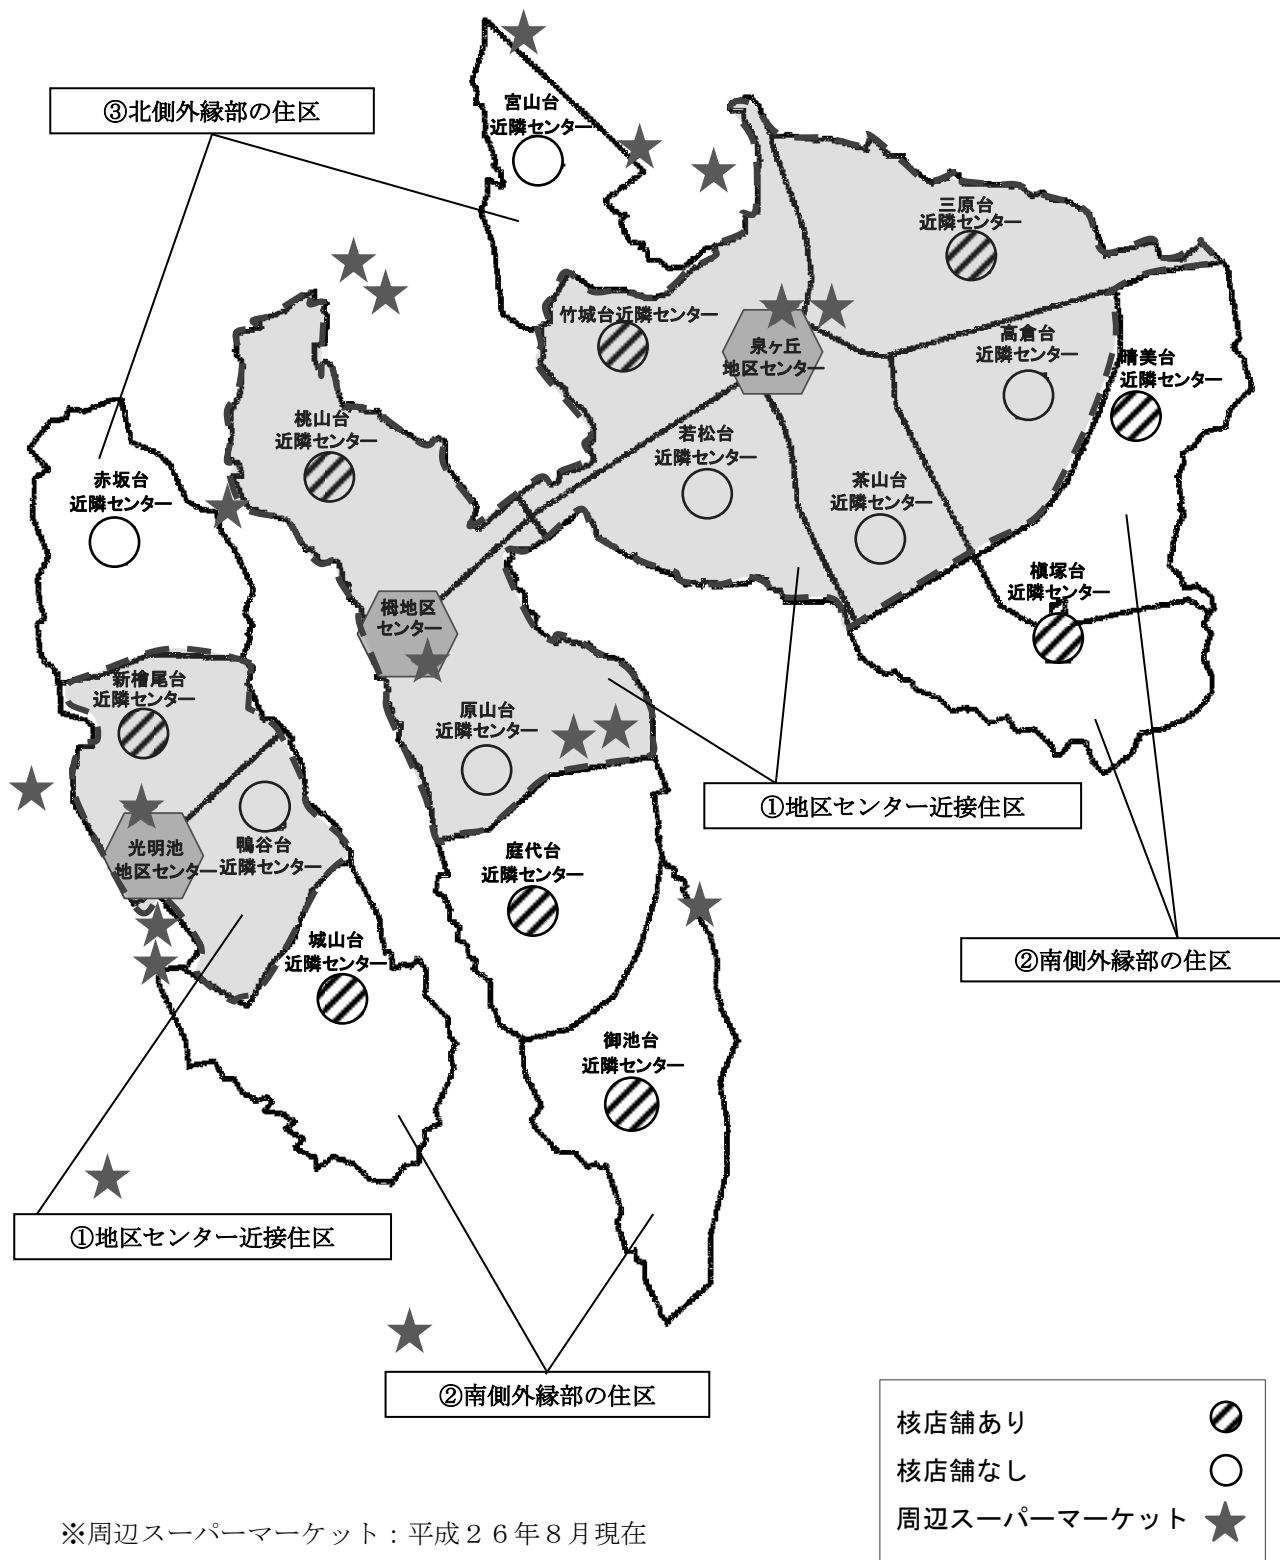 ③北側外縁部の住区
宮山台
近隣センター
三原台
近隣センター
竹城台近隣センター
泉ヶ丘
地区センター
高倉台
近隣センター
晴美台
近隣センター
桃山台
近隣センター
若松台
近隣センター
赤坂台
近隣センター
茶山台
近隣センター
槇塚台
近隣センター
栂地区
センター
新檜尾台
近隣センター
原山台
近隣センター
①地区センター近接住区
光明池
地区センター
鴨谷台
近隣センター
庭代台
近隣センター
城山台
近隣センター
②南側外縁部の住区
御池台
近隣センター
①地区センター近接住区
②南側外縁部の住区
核店舗あり
核店舗なし
周辺スーパーマーケット
※周辺スーパーマーケット：平成２６年８月現在